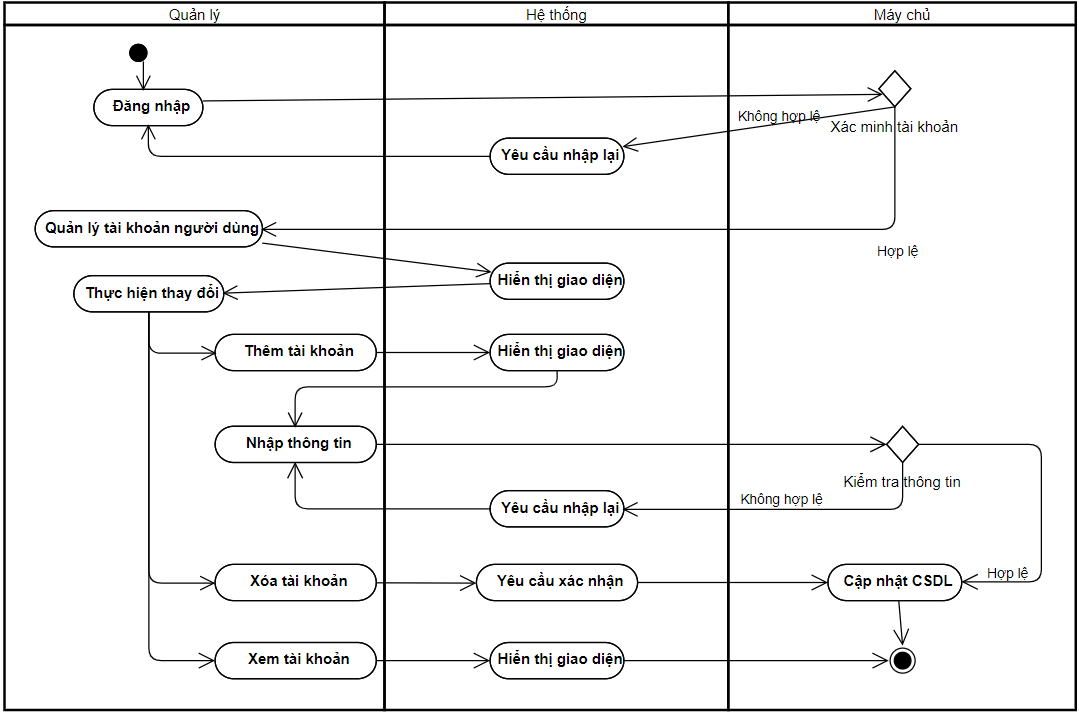 Quản lý
Hệ thống
Máy chủ
Đăng nhập
Không hợp lệ
Xác minh tài khoản
Yêu cầu nhập lại
Quản lý tài khoản người dùng
Hợp lệ
Hiển thị giao diện
Thực hiện thay đổi
Thêm tài khoản
Hiển thị giao diện
Nhập thông tin
Kiểm tra thông tin
Không hợp lệ
Yêu cầu nhập lại
Hợp lệ
Xóa tài khoản
Yêu cầu xác nhận
Cập nhật CSDL
Xem tài khoản
Hiển thị giao diện